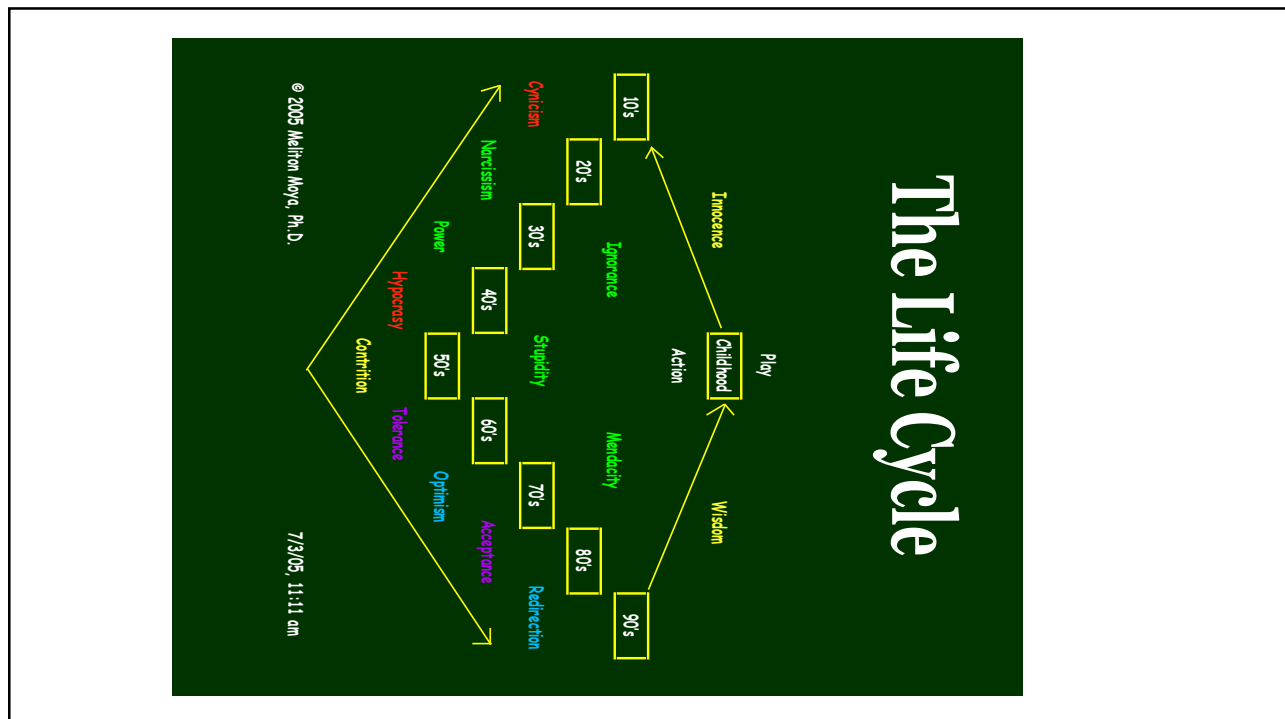 The Life Cycle
Play
Innocence Childhood Wisdom
Action
10's 90's
Ignorance Mendacity
20's 80's
Cynicism 30's Stupidity 70's Redirection
Narcissism 40's 60's Acceptance
Power 50's Optimism
Hypocrasy Tolerance
Contrition
© 2005 Meliton Moya, Ph.D. 7/3/05, 11:11 am